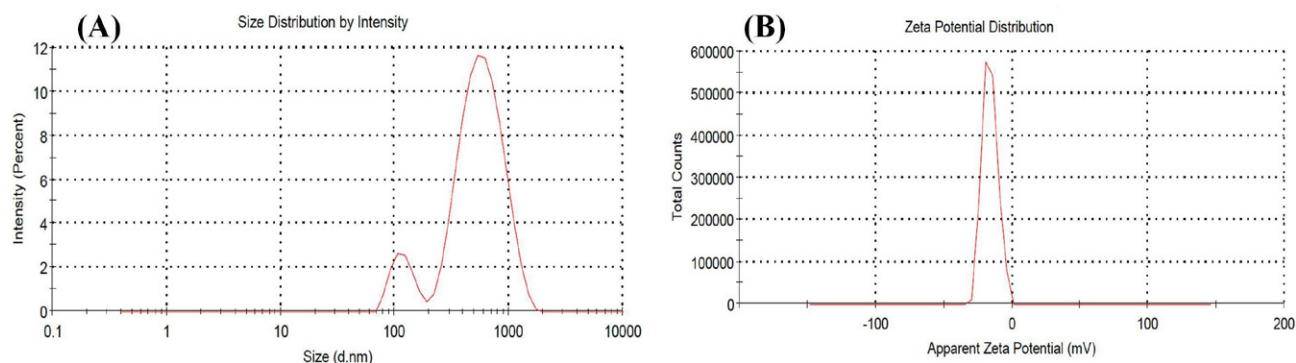 (A)
Size Distribution by Intensity
12
10
8
6
4
2
0
Intensity (Percent)
0.1 1 10 100 1000 10000
Size (d.nm)
(B)
Zeta Potential Distribution
600000
500000
400000
300000
200000
100000
0
Total Counts
-100 0 100 200
Apparent Zeta Potential (mV)